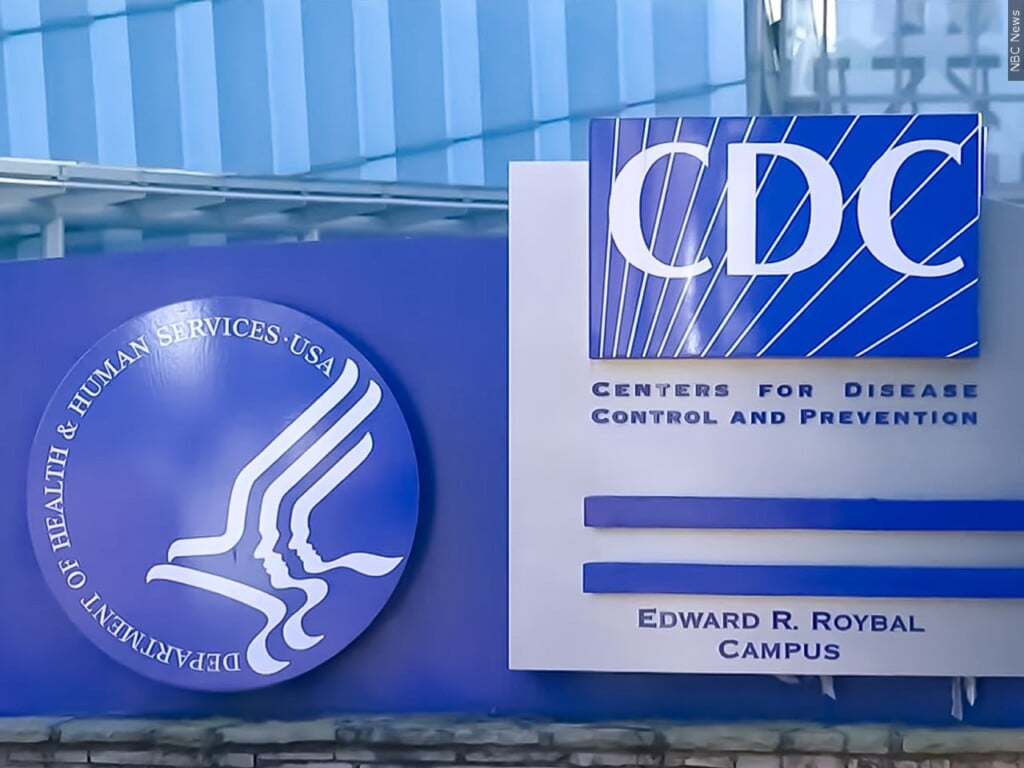 DEPARTMENT OF HEALTH & HUMAN SERVICES · USA
CDC
CENTERS FOR DISEASE
CONTROL AND PREVENTION
EDWARD R. ROYBAL
CAMPUS
NBC News